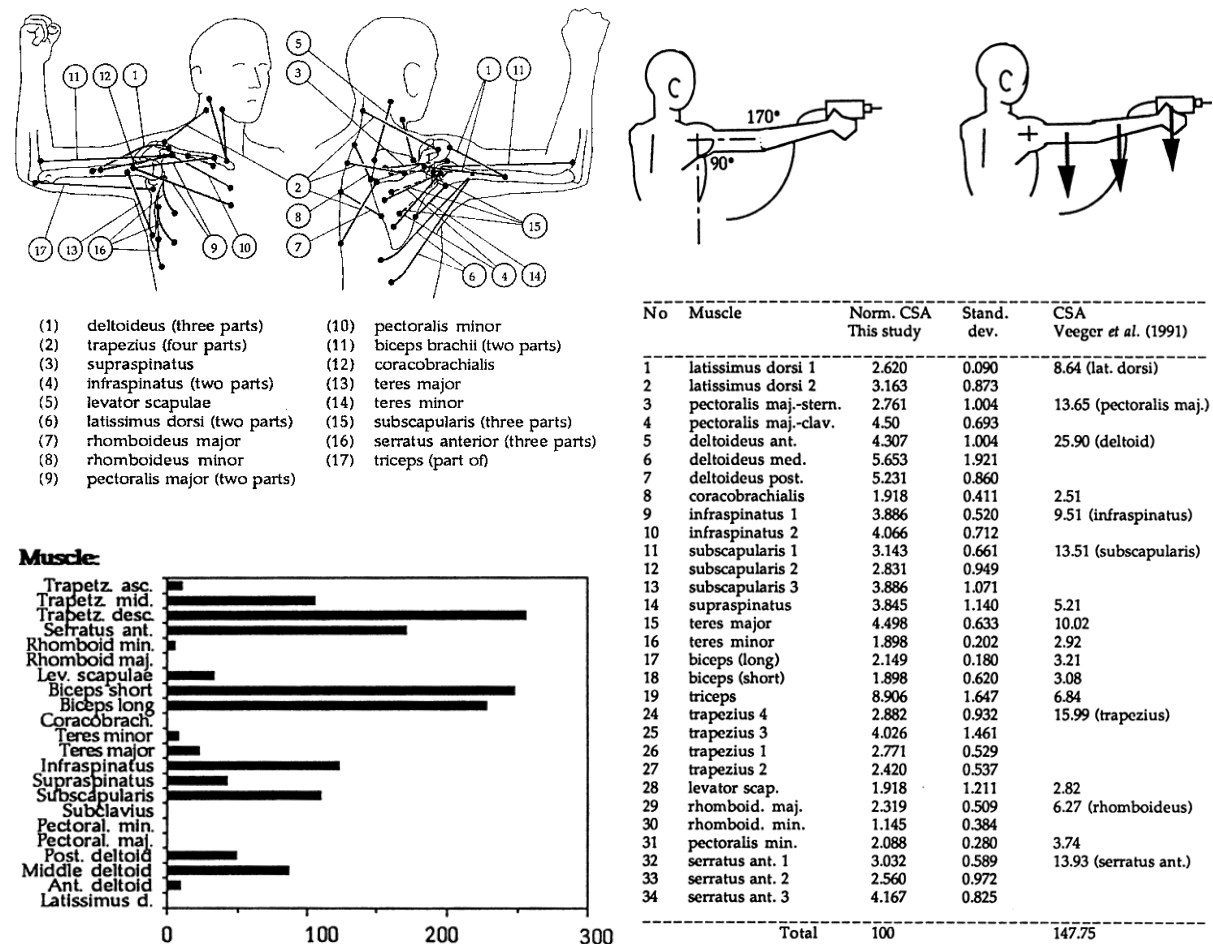 5
3
11
12
1
1
11
2
8
7
15
17
13
16
9
10
6
4
14
170°
90°
(1) deltoideus (three parts)
(2) trapezius (four parts)
(3) supraspinatus
(4) infraspinatus (two parts)
(5) levator scapulae
(6) latissimus dorsi (two parts)
(7) rhomboideus major
(8) rhomboideus minor
(9) pectoralis major (two parts)
(10) pectoralis minor
(11) biceps brachii (two parts)
(12) coracobrachialis
(13) teres major
(14) teres minor
(15) subscapularis (three parts)
(16) serratus anterior (three parts)
(17) triceps (part of)
No Muscle Norm. CSA Stand. CSA
This study dev. Veeger et al. (1991)
1 latissimus dorsi 1 2.620 0.090 8.64 (lat. dorsi)
2 latissimus dorsi 2 3.163 0.873
3 pectoralis maj.-stern. 2.761 1.004 13.65 (pectoralis maj.)
4 pectoralis maj.-clav. 4.50 0.693
5 deltoideus ant. 4.307 1.004 25.90 (deltoid)
6 deltoideus med. 5.653 1.921
7 deltoideus post. 5.231 0.860
8 coracobrachialis 1.918 0.411 2.51
9 infraspinatus 1 3.886 0.520 9.51 (infraspinatus)
10 infraspinatus 2 4.066 0.712
11 subscapularis 1 3.143 0.661 13.51 (subscapularis)
12 subscapularis 2 2.831 0.949
13 subscapularis 3 3.886 1.071
14 supraspinatus 3.845 1.140 5.21
15 teres major 4.498 0.633 10.02
16 teres minor 1.898 0.202 2.92
17 biceps (long) 2.149 0.180 3.21
18 biceps (short) 1.898 0.620 3.08
19 triceps 8.906 1.647 6.84
24 trapezius 4 2.882 0.932 15.99 (trapezius)
25 trapezius 3 4.026 1.461
26 trapezius 1 2.771 0.529
27 trapezius 2 2.420 0.537
28 levator scap. 1.918 1.211 2.82
29 rhomboid. maj. 2.319 0.509 6.27 (rhomboideus)
30 rhomboid. min. 1.145 0.384
31 pectoralis min. 2.088 0.280 3.74
32 serratus ant. 1 3.032 0.589 13.93 (serratus ant.)
33 serratus ant. 2 2.560 0.972
34 serratus ant. 3 4.167 0.825
Total 100 147.75
Muscle:
Trapetz. asc.
Trapetz. mid.
Trapetz. desc.
Serratus ant.
Rhomboid min.
Rhomboid maj.
Lev. scapulae
Biceps short
Biceps long
Coracobrach.
Teres minor
Teres major
Infraspinatus
Supraspinatus
Subscapularis
Subclavius
Pectoral. min.
Pectoral. maj.
Post. deltoid
Middle deltoid
Ant. deltoid
Latissimus d.
0 100 200 300